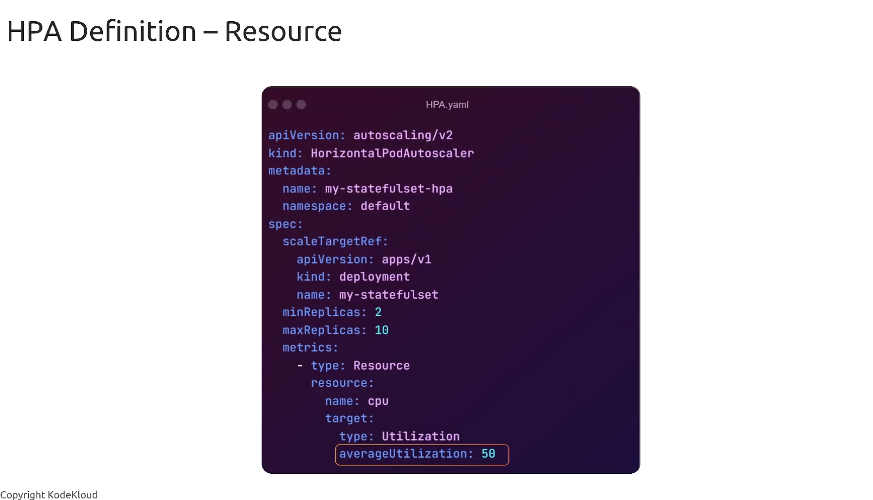 HPA Definition – Resource
HPA.yaml
apiVersion: autoscaling/v2
kind: HorizontalPodAutoscaler
metadata:
  name: my-statefulset-hpa
  namespace: default
spec:
  scaleTargetRef:
    apiVersion: apps/v1
    kind: deployment
    name: my-statefulset
  minReplicas: 2
  maxReplicas: 10
  metrics:
    - type: Resource
      resource:
        name: cpu
        target:
          type: Utilization
          averageUtilization: 50
Copyright KodeKloud